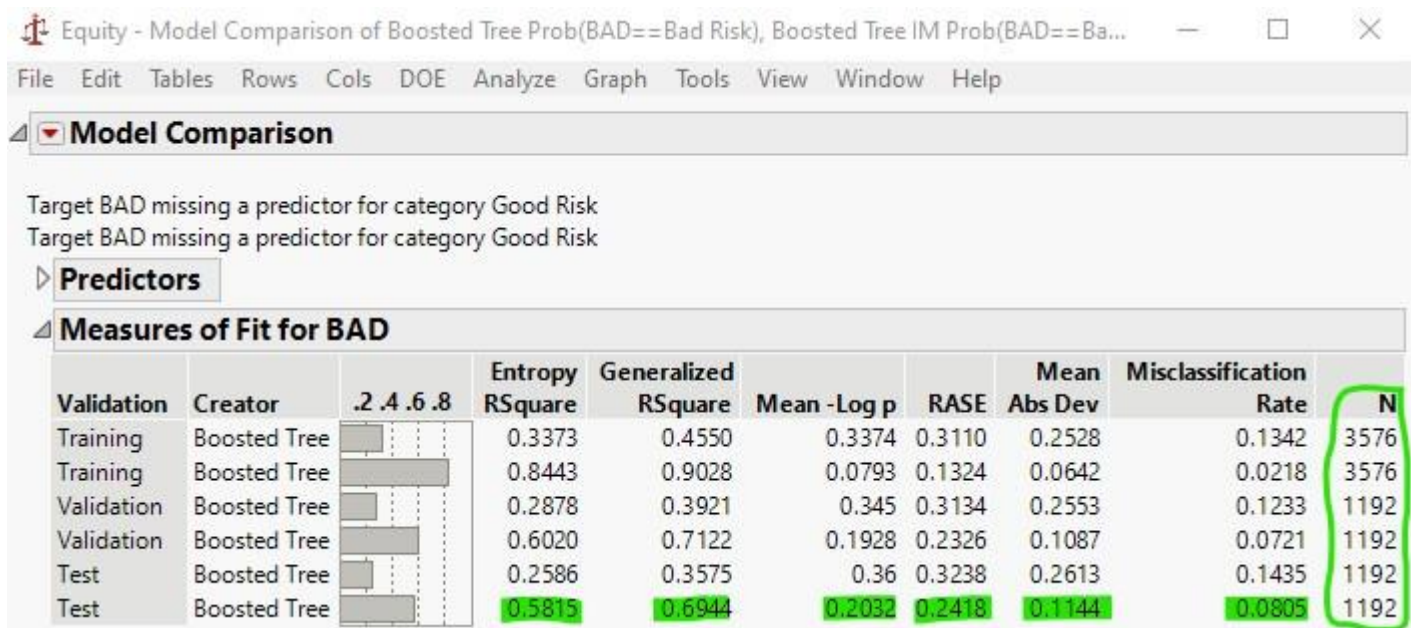 Equity - Model Comparison of Boosted Tree Prob(BAD==Bad Risk), Boosted Tree IM Prob(BAD==Ba...
File Edit Tables Rows Cols DOE Analyze Graph Tools View Window Help
Model Comparison
Target BAD missing a predictor for category Good Risk
Target BAD missing a predictor for category Good Risk
Predictors
Measures of Fit for BAD
Entropy Generalized Mean Misclassification
Validation Creator .2 .4 .6 .8 RSquare RSquare Mean -Log p RASE Abs Dev Rate N
Training Boosted Tree 0.3373 0.4550 0.3374 0.3110 0.2528 0.1342 3576
Training Boosted Tree 0.8443 0.9028 0.0793 0.1324 0.0642 0.0218 3576
Validation Boosted Tree 0.2878 0.3921 0.345 0.3134 0.2553 0.1233 1192
Validation Boosted Tree 0.6020 0.7122 0.1928 0.2326 0.1087 0.0721 1192
Test Boosted Tree 0.2586 0.3575 0.36 0.3238 0.2613 0.1435 1192
Test Boosted Tree 0.5815 0.6944 0.2032 0.2418 0.1144 0.0805 1192